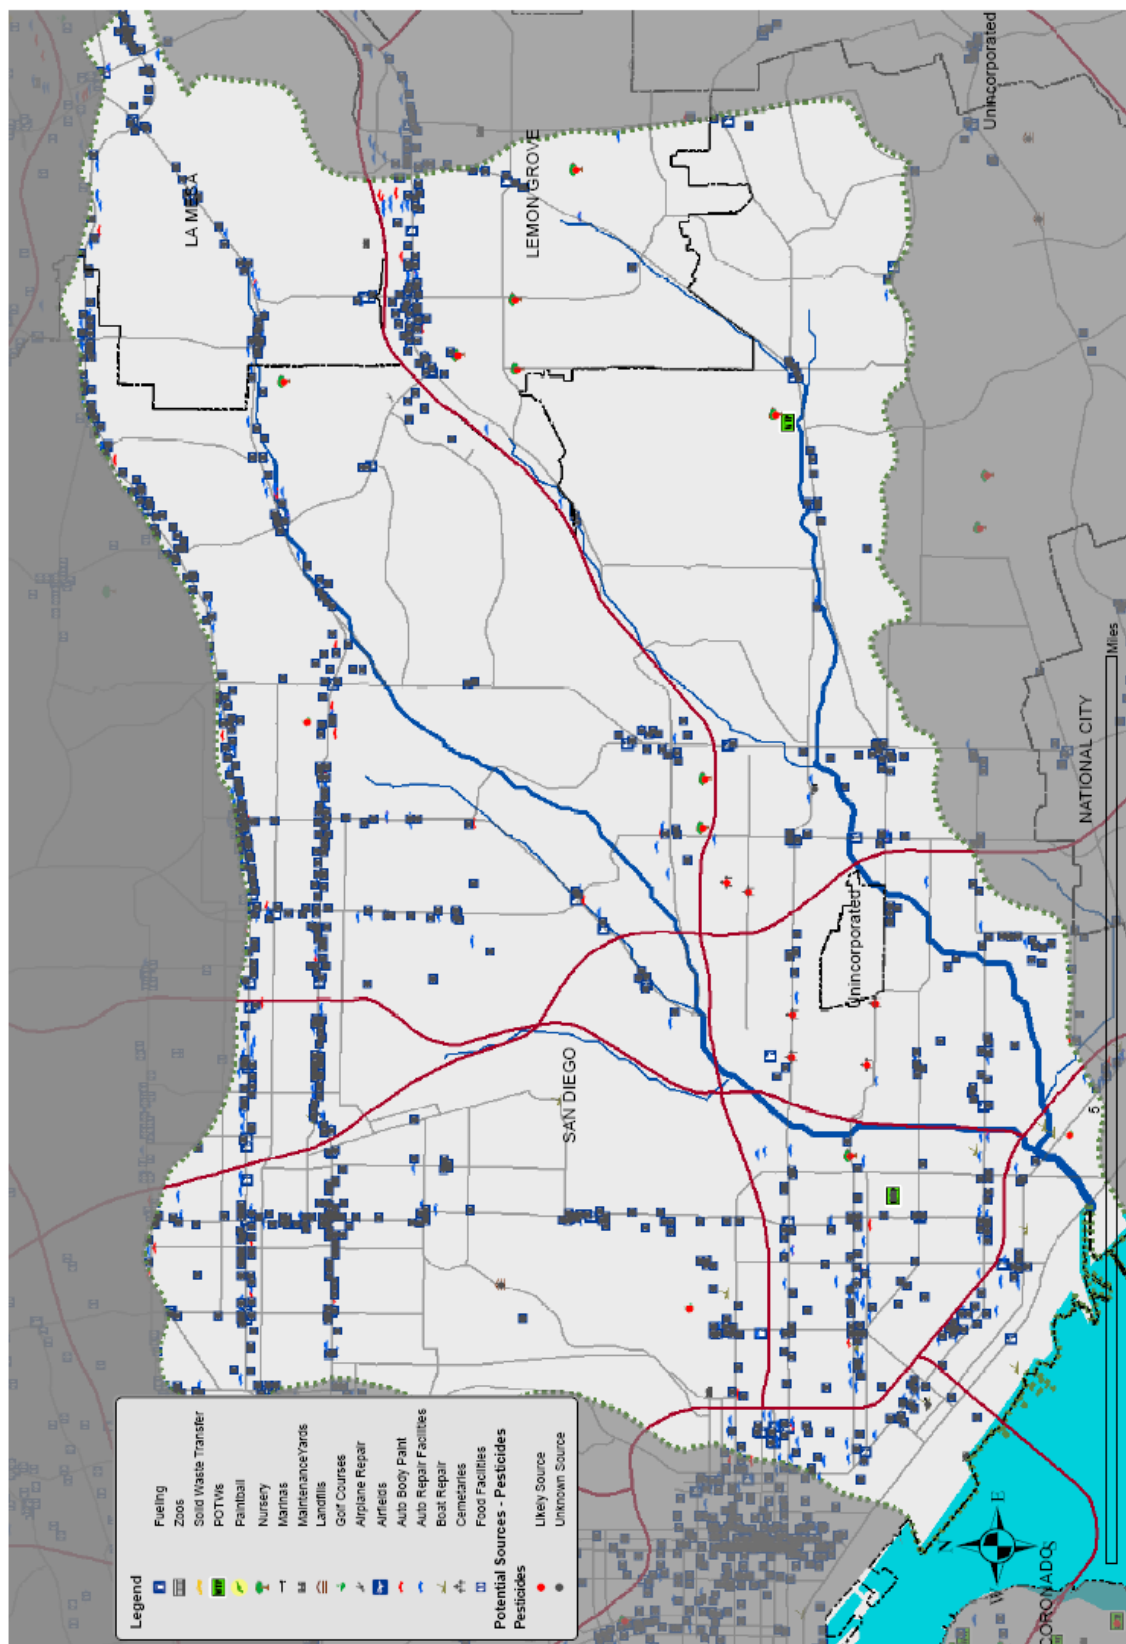 Unincorporated
LA MESA
LEMON GROVE
NATIONAL CITY
Unincorporated
SAN DIEGO
CORONADO
5
Miles
N
E
S
W
Legend
Fueling
Zoos
Solid Waste Transfer
POTWs
Paintball
Nursery
Marinas
MaintenanceYards
Landfills
Golf Courses
Airplane Repair
Airfields
Auto Body Paint
Auto Repair Facilities
Boat Repair
Cemetaries
Food Facilities
Potential Sources - Pesticides
Pesticides
Likely Source
Unknown Source